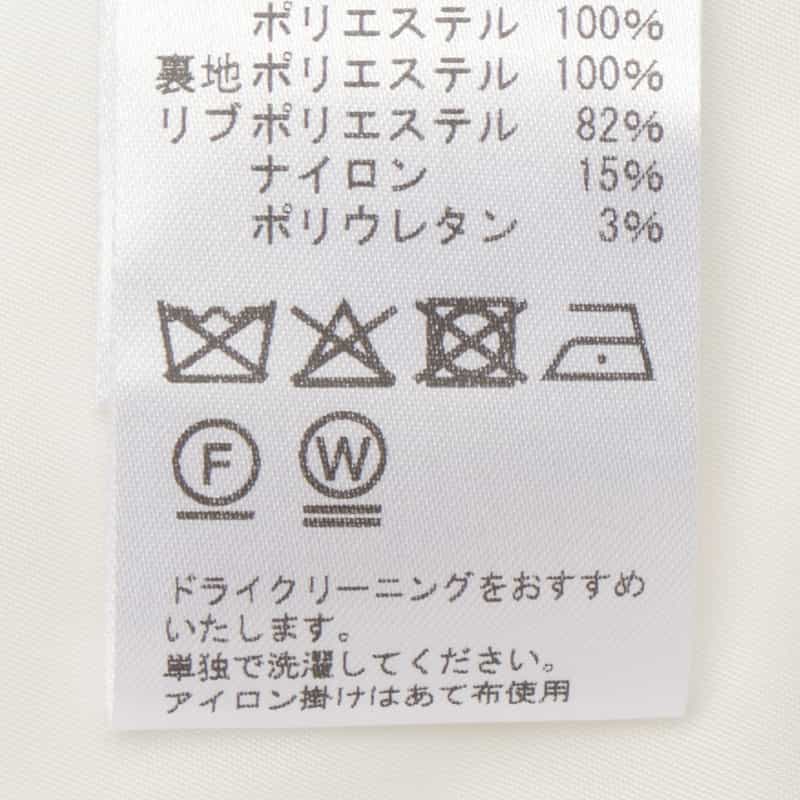 ポリエステル 100%
裏地ポリエステル 100%
リブポリエステル 82%
ナイロン 15%
ポリウレタン 3%
F W
ドライクリーニングをおすすめ
いたします。
単独で洗濯してください。
アイロン掛けはあて布使用